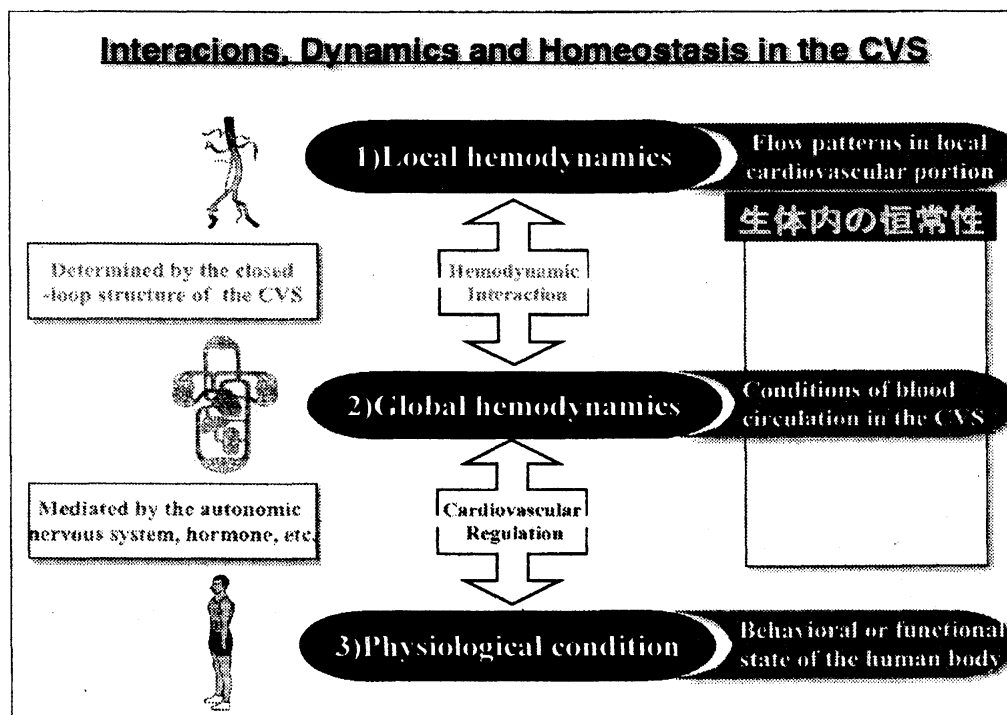 Interacions, Dynamics and Homeostasis in the CVS
1)Local hemodynamics
Flow patterns in local
cardiovascular portion
生体内の恒常性
Determined by the closed
-loop structure of the CVS
Hemodynamic
Interaction
2)Global hemodynamics
Conditions of blood
circulation in the CVS
Mediated by the autonomic
nervous system, hormone, etc.
Cardiovascular
Regulation
3)Physiological condition
Behavioral or functional
state of the human body